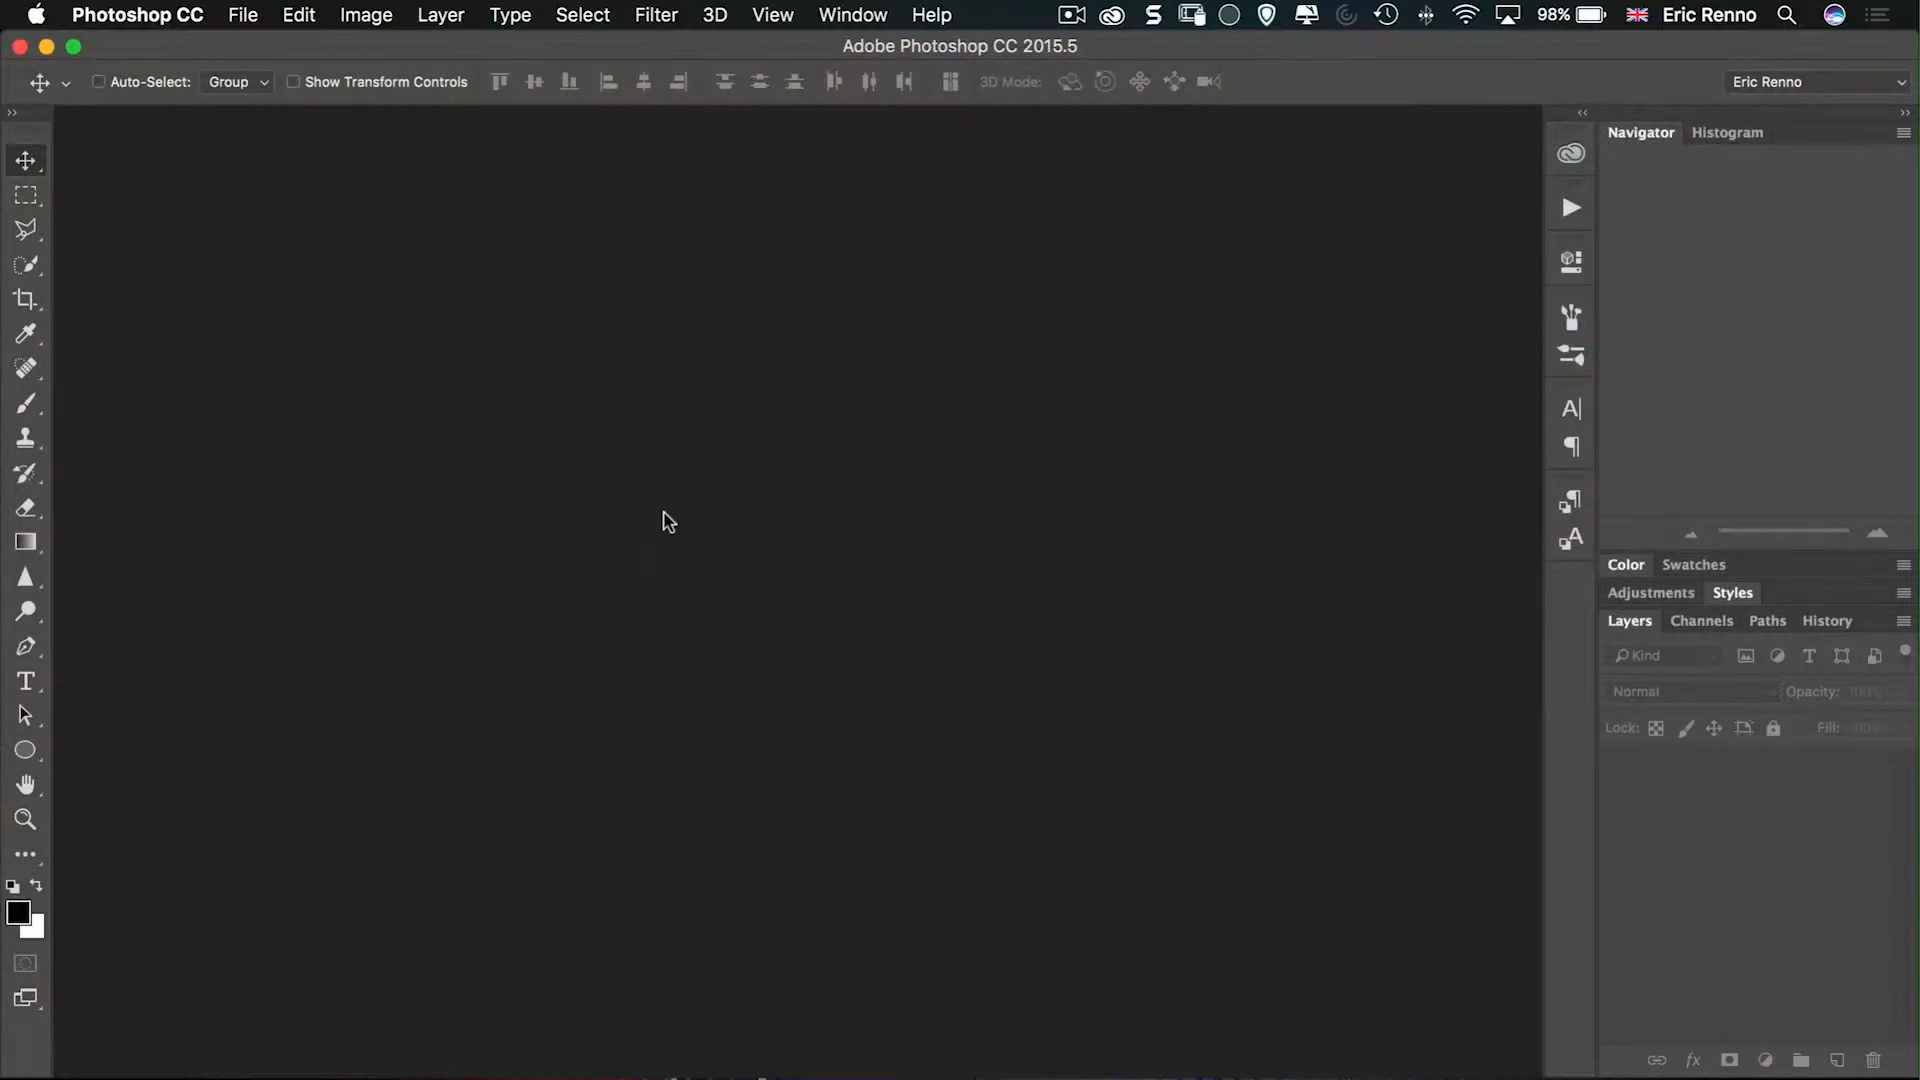 Photoshop CC File Edit Image Layer Type Select Filter 3D View Window Help 98% Eric Renno
Adobe Photoshop CC 2015.5
Auto-Select: Group Show Transform Controls 3D Mode: Eric Renno
Navigator Histogram
Color Swatches
Adjustments Styles
Layers Channels Paths History
Kind
Normal Opacity: 100%
Lock: Fill: